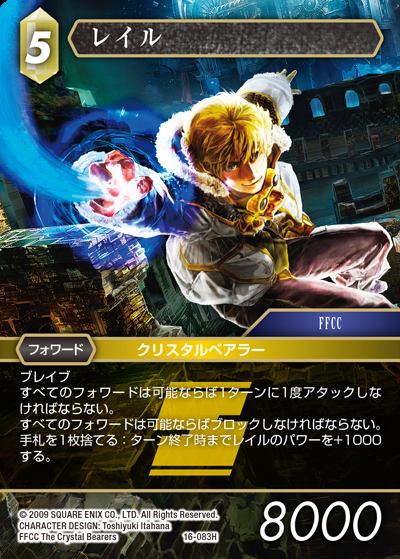 5
レイル
FFCC
フォワード
クリスタルベアラー
ブレイブ
すべてのフォワードは可能ならば1ターンに1度アタックしな
ければならない。
すべてのフォワードは可能ならばブロックしなければならない。
手札を1枚捨てる：ターン終了時までレイルのパワーを+1000
する。
© 2009 SQUARE ENIX CO., LTD. All Rights Reserved.
CHARACTER DESIGN: Toshiyuki Itahana
FFCC The Crystal Bearers
16-083H
8000